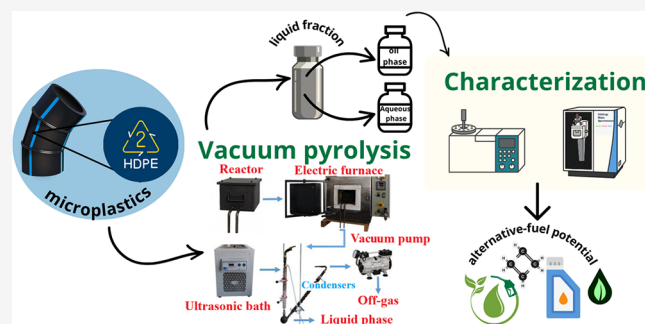 liquid fraction
oil
phase
Aqueous
phase
Characterization
2
HDPE
microplastics
Vacuum pyrolysis
Reactor
Electric furnace
Vacuum pump
Condensers
Ultrasonic bath
Off-gas
Liquid phase
alternative-fuel potential
H
H
C
C
H
H
C
C
H
H